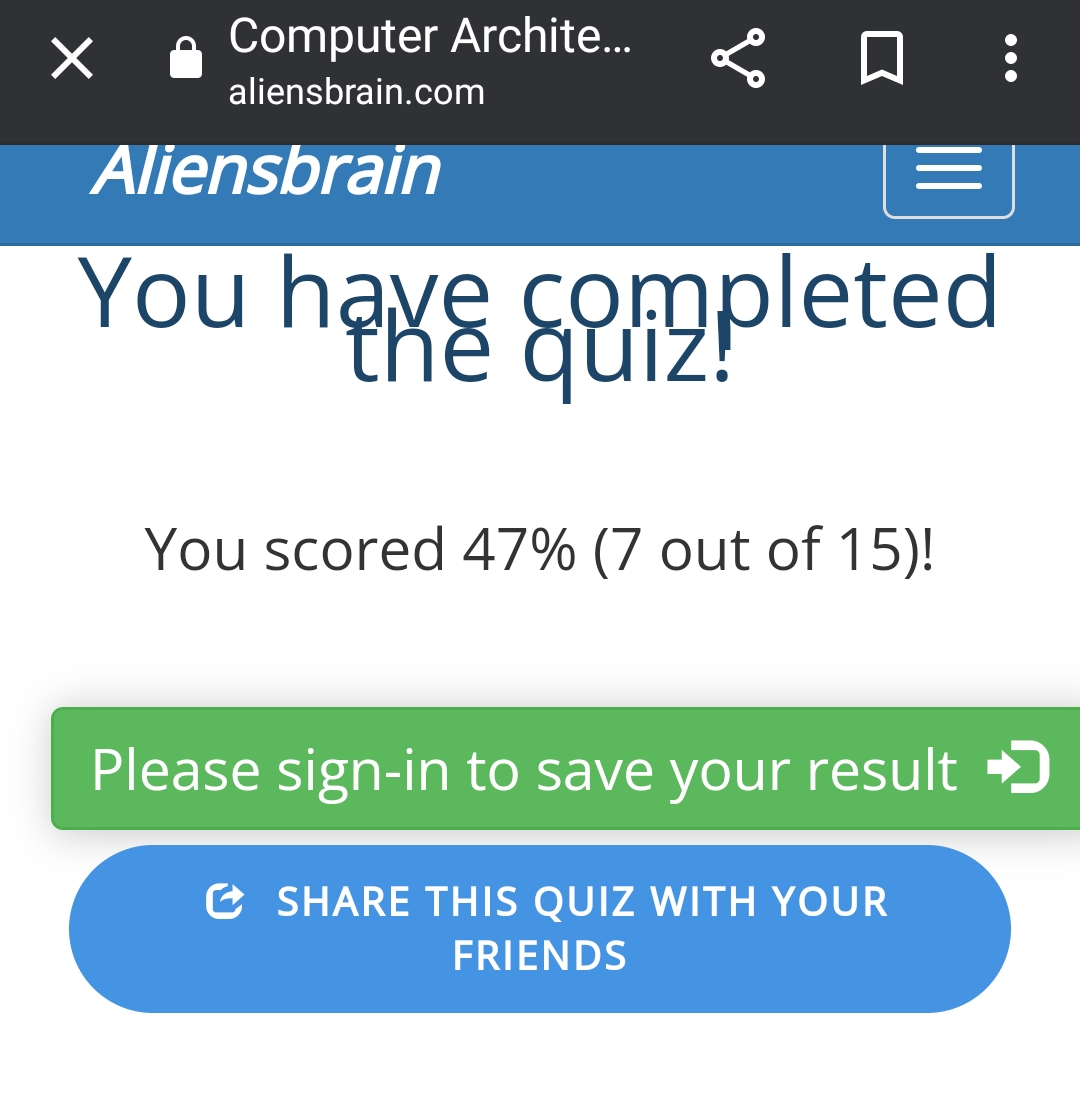 Computer Archite...
aliensbrain.com
Aliensbrain
You have completed
the quiz!
You scored 47% (7 out of 15)!
Please sign-in to save your result
SHARE THIS QUIZ WITH YOUR
FRIENDS